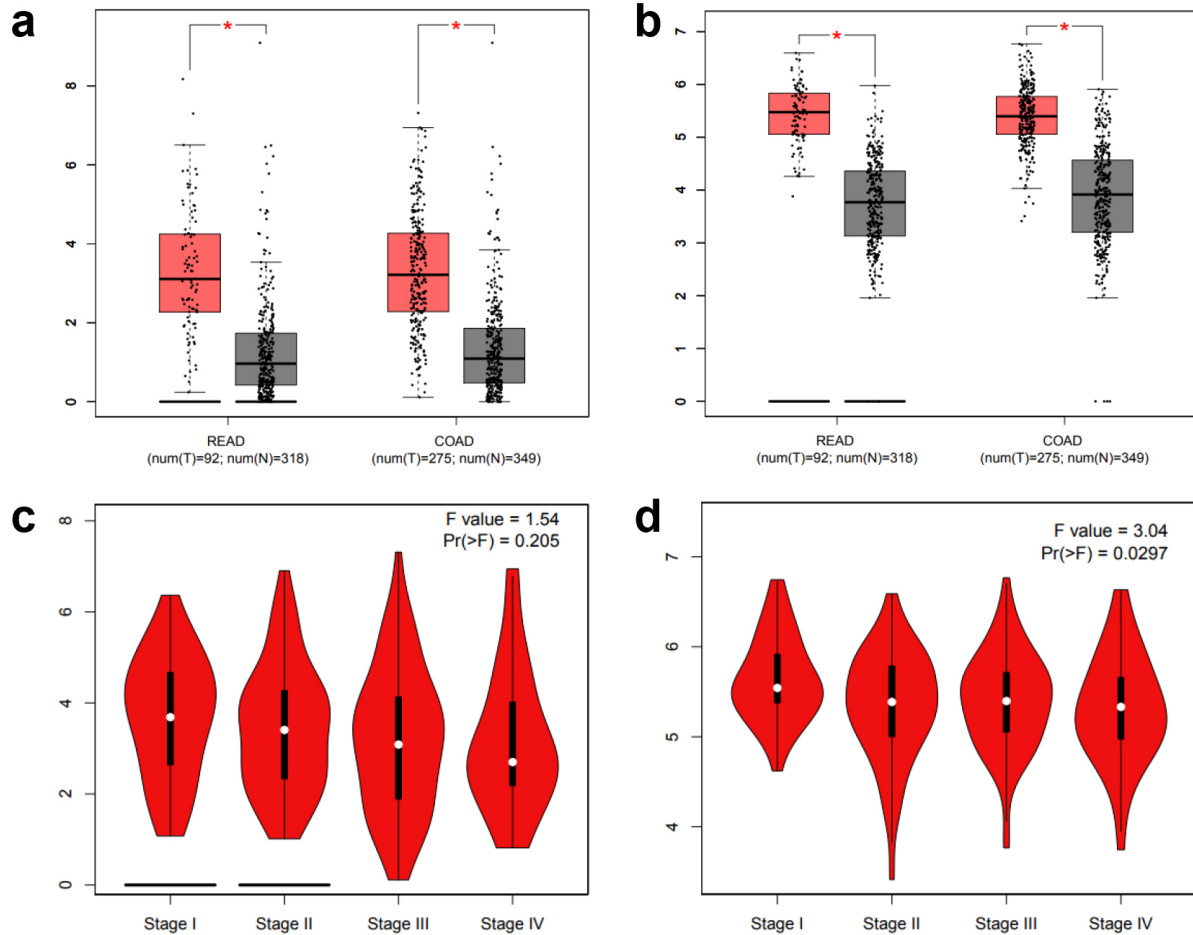 a
*
*
8
6
4
2
0
READ
(num(T)=92; num(N)=318)
COAD
(num(T)=275; num(N)=349)
b
*
*
7
6
5
4
3
2
1
0
READ
(num(T)=92; num(N)=318)
COAD
(num(T)=275; num(N)=349)
c
F value = 1.54
Pr(>F) = 0.205
8
6
4
2
0
Stage I
Stage II
Stage III
Stage IV
d
F value = 3.04
Pr(>F) = 0.0297
7
6
5
4
Stage I
Stage II
Stage III
Stage IV